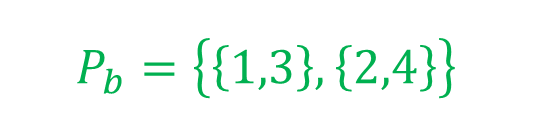 P_b = {{1,3}, {2,4}}